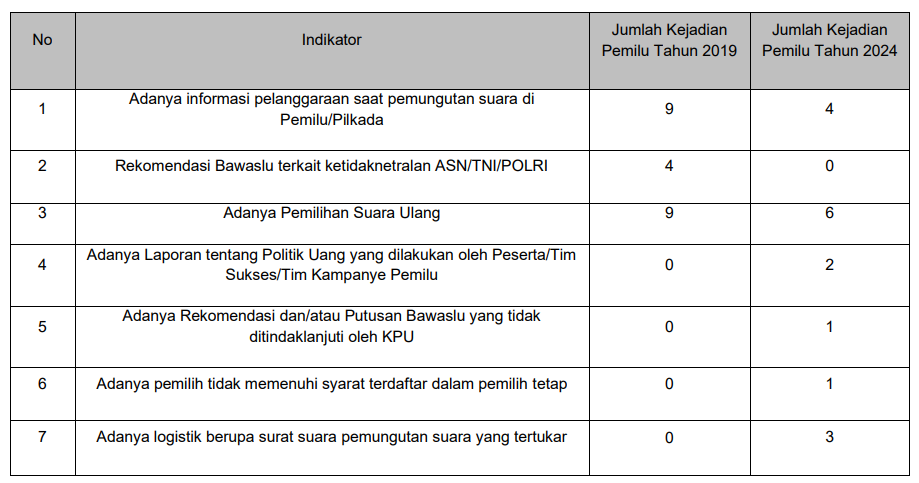 No Indikator Jumlah Kejadian Pemilu Tahun 2019 Jumlah Kejadian Pemilu Tahun 2024
1 Adanya informasi pelanggaraan saat pemungutan suara di Pemilu/Pilkada 9 4
2 Rekomendasi Bawaslu terkait ketidaknetralan ASN/TNI/POLRI 4 0
3 Adanya Pemilihan Suara Ulang 9 6
4 Adanya Laporan tentang Politik Uang yang dilakukan oleh Peserta/Tim Sukses/Tim Kampanye Pemilu 0 2
5 Adanya Rekomendasi dan/atau Putusan Bawaslu yang tidak ditindaklanjuti oleh KPU 0 1
6 Adanya pemilih tidak memenuhi syarat terdaftar dalam pemilih tetap 0 1
7 Adanya logistik berupa surat suara pemungutan suara yang tertukar 0 3